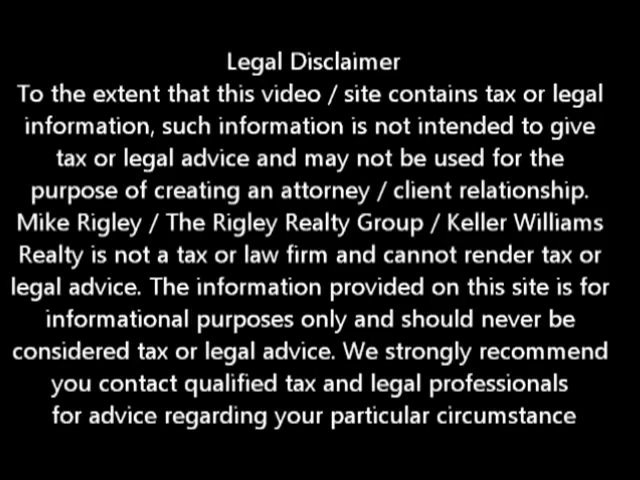 Legal Disclaimer
To the extent that this video / site contains tax or legal
information, such information is not intended to give
tax or legal advice and may not be used for the
purpose of creating an attorney / client relationship.
Mike Rigley / The Rigley Realty Group / Keller Williams
Realty is not a tax or law firm and cannot render tax or
legal advice. The information provided on this site is for
informational purposes only and should never be
considered tax or legal advice. We strongly recommend
you contact qualified tax and legal professionals
for advice regarding your particular circumstance